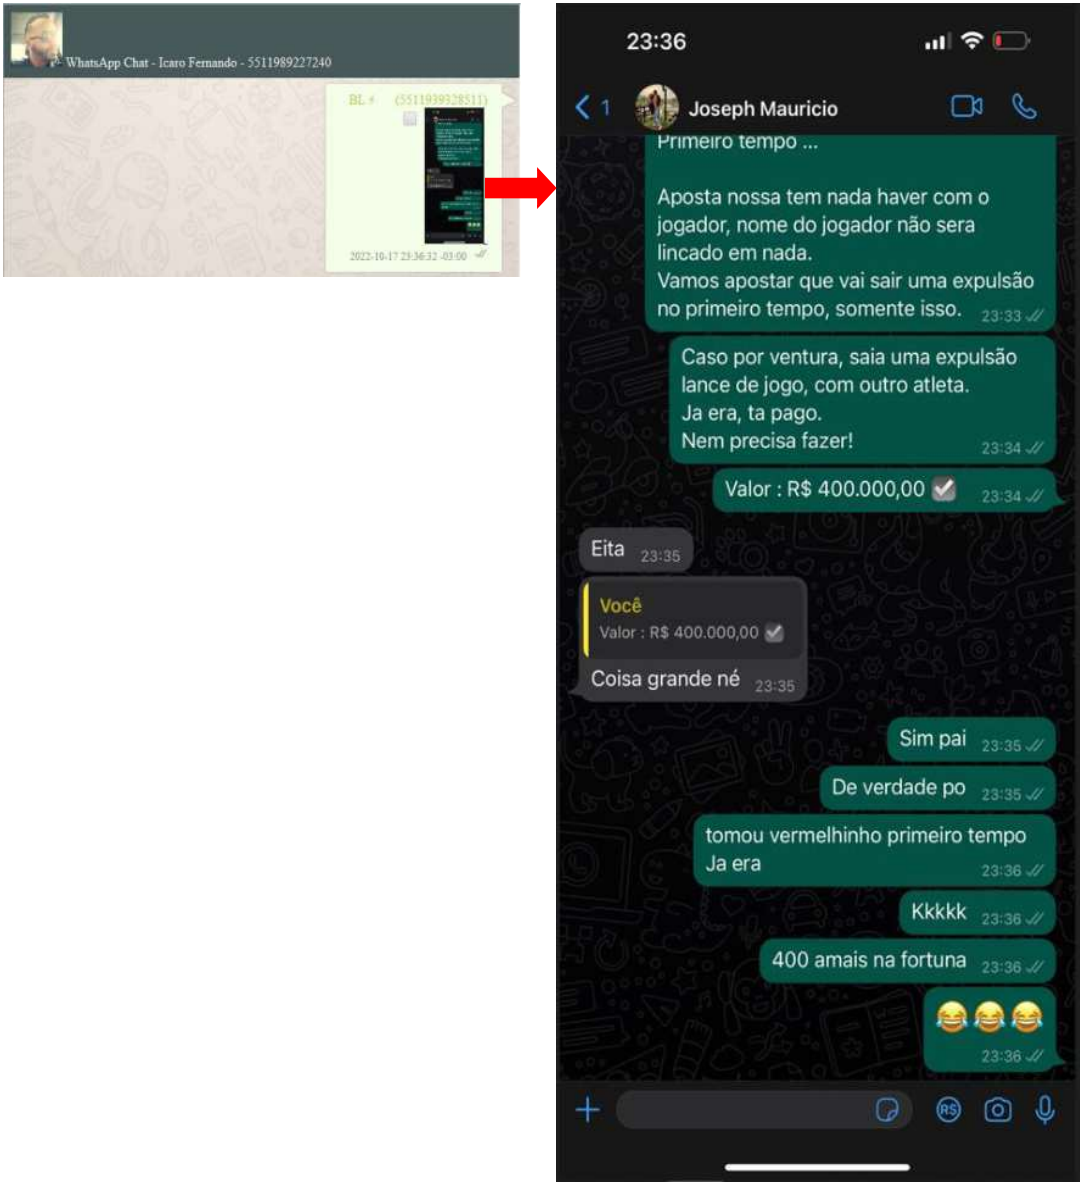 WhatsApp Chat - Icaro Fernando - 5511989227240
BL ⚡ (5511939328511)
2022-10-17 23:36:32 -03:00
23:36
1 Joseph Mauricio
Primeiro tempo ...
Aposta nossa tem nada haver com o
jogador, nome do jogador não sera
lincado em nada.
Vamos apostar que vai sair uma expulsão
no primeiro tempo, somente isso. 23:33
Caso por ventura, saia uma expulsão
lance de jogo, com outro atleta.
Ja era, ta pago.
Nem precisa fazer! 23:34
Valor : R$ 400.000,00 ☑️ 23:34
Eita 23:35
Você
Valor : R$ 400.000,00 ☑️
Coisa grande né 23:35
Sim pai 23:35
De verdade po 23:35
tomou vermelhinho primeiro tempo
Ja era 23:36
Kkkkk 23:36
400 amais na fortuna 23:36
😂😂😂
23:36
R$